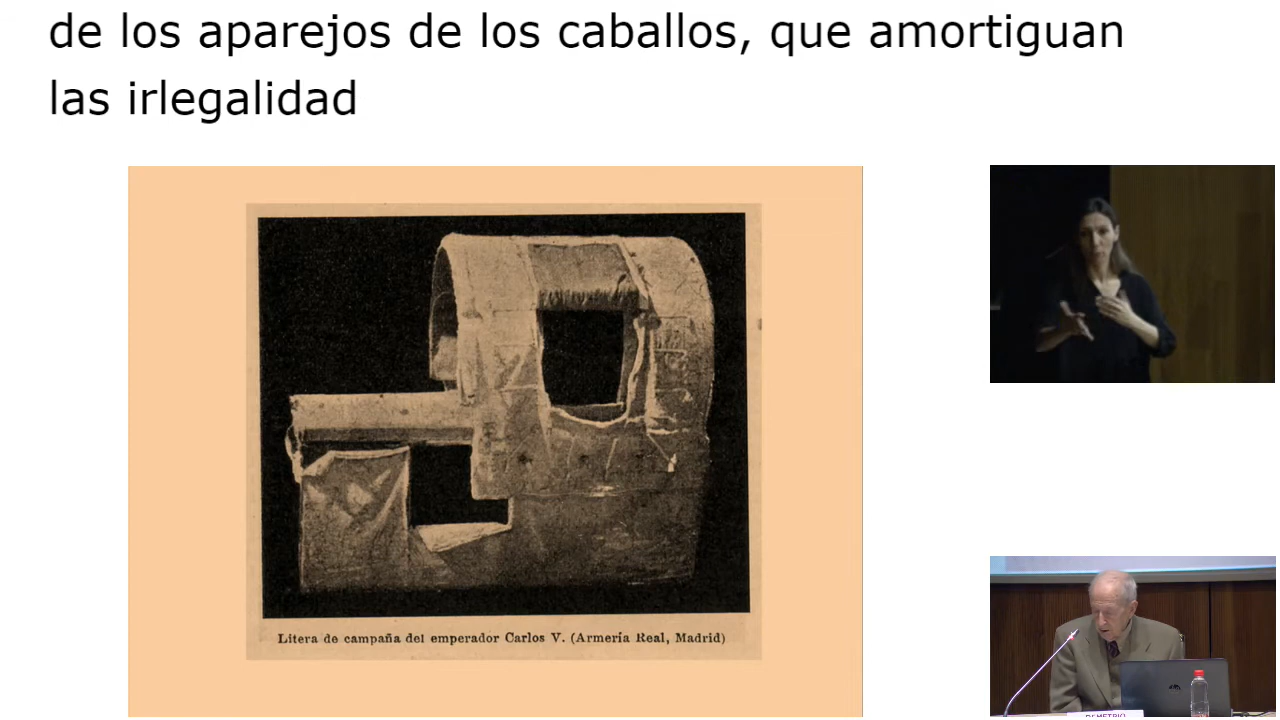 de los aparejos de los caballos, que amortiguan
las irlegalidad
Litera de campaña del emperador Carlos V. (Armería Real, Madrid)
DEMETRIO